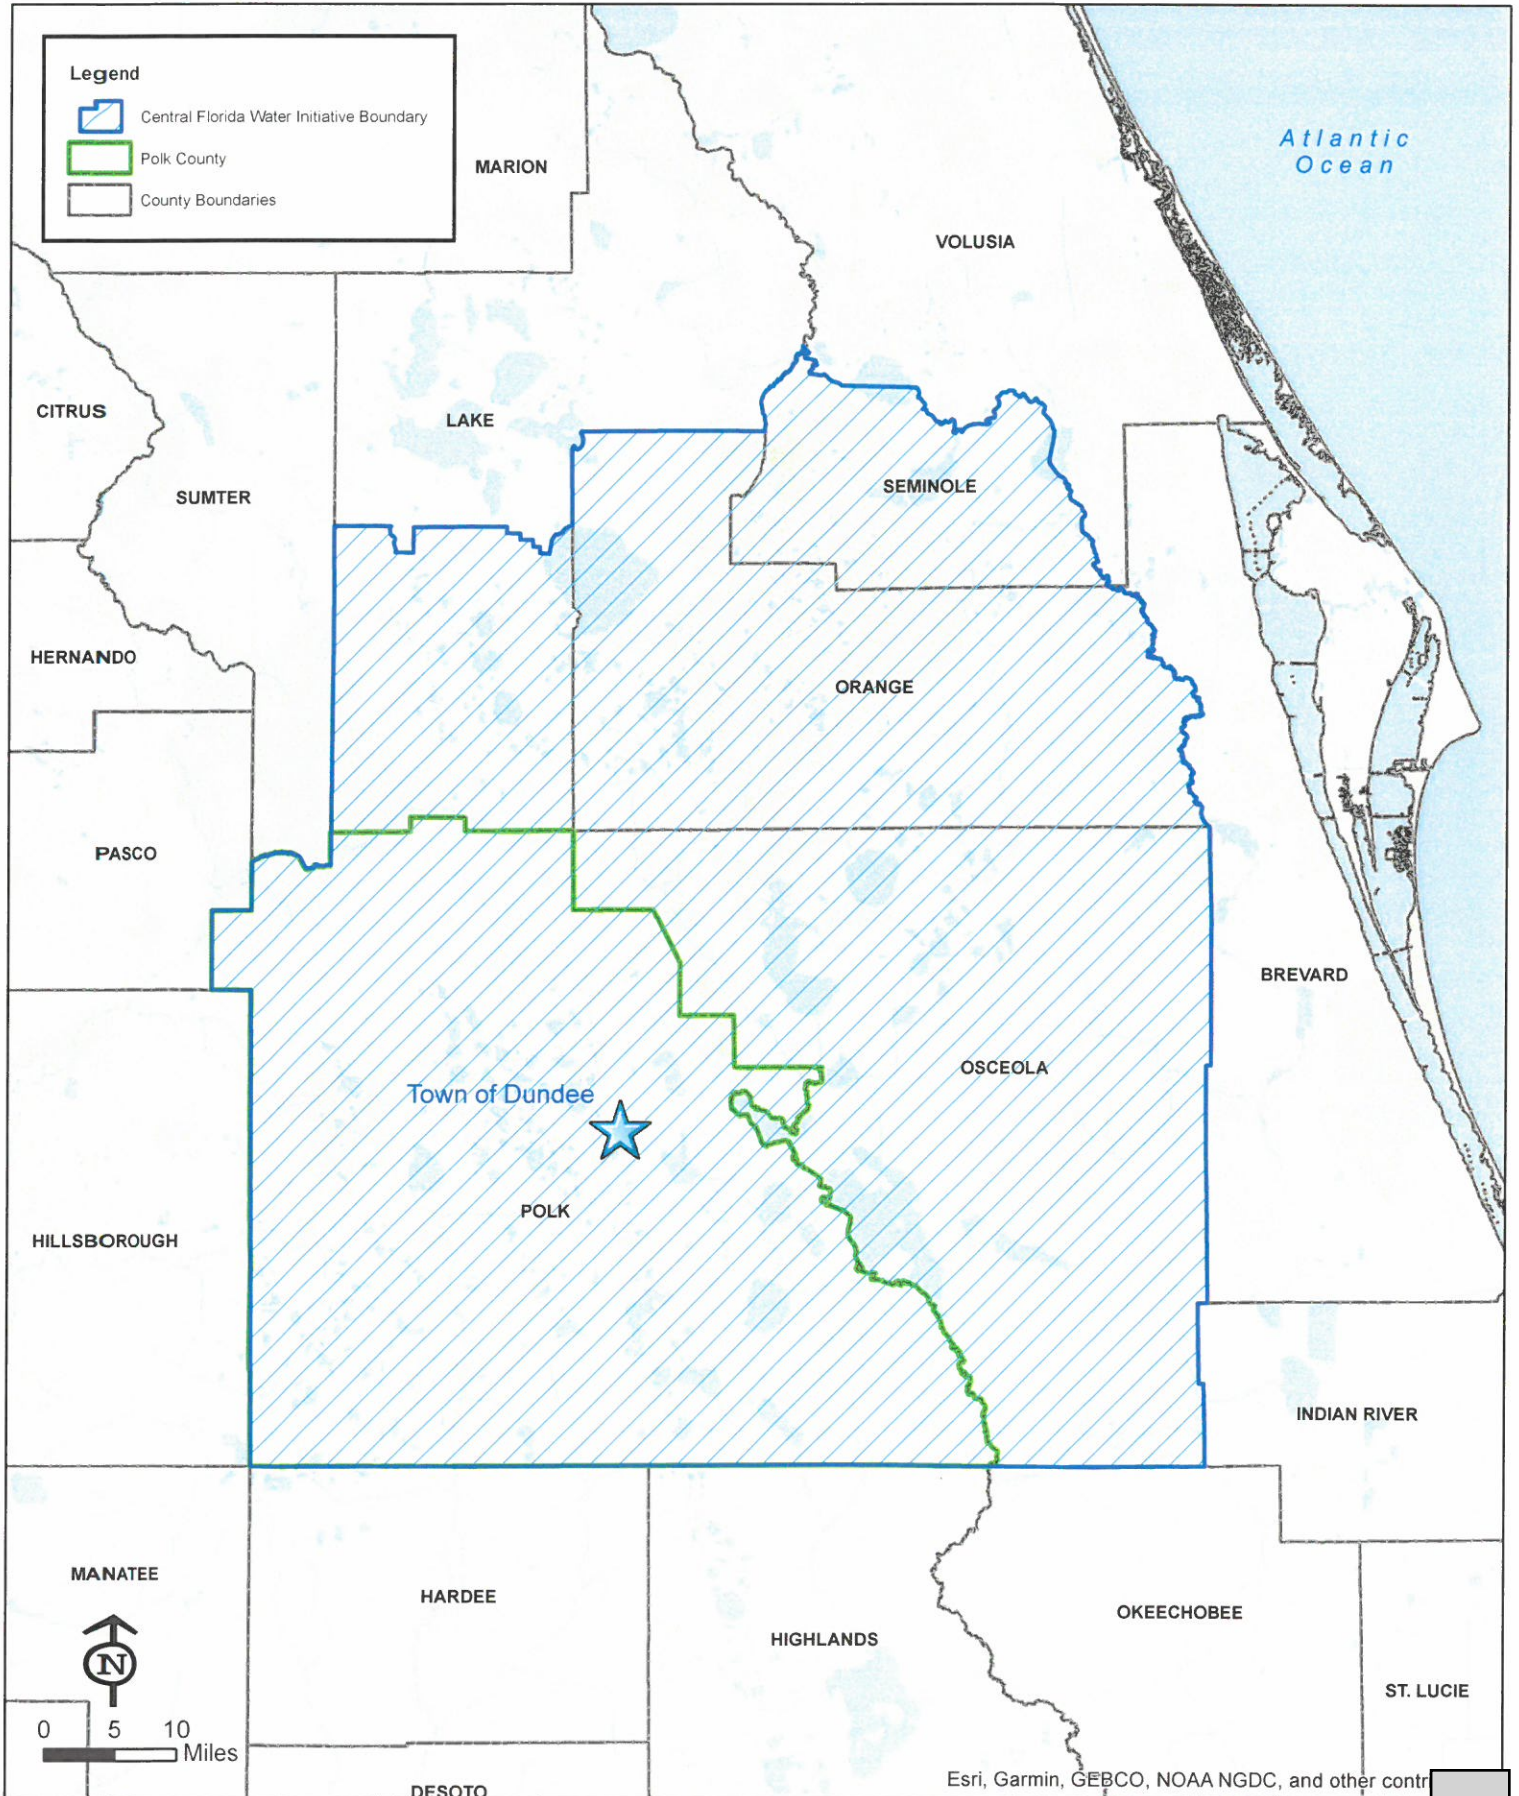 Legend
Central Florida Water Initiative Boundary
Polk County
County Boundaries
MARION
Atlantic
Ocean
VOLUSIA
CITRUS
LAKE
SEMINOLE
SUMTER
HERNANDO
ORANGE
PASCO
BREVARD
OSCEOLA
Town of Dundee
POLK
HILLSBOROUGH
INDIAN RIVER
MANATEE
HARDEE
OKEECHOBEE
HIGHLANDS
N
ST. LUCIE
0 5 10
Miles
Esri, Garmin, GEBCO, NOAA NGDC, and other contr
DESOTO